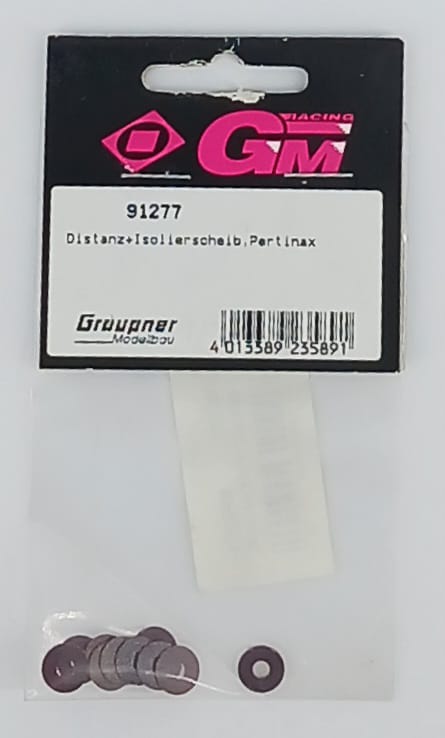 RACING
GM
91277
Distanz+Isolierscheib,Pertinax
Graupner
Modellbau
4 013389 235891